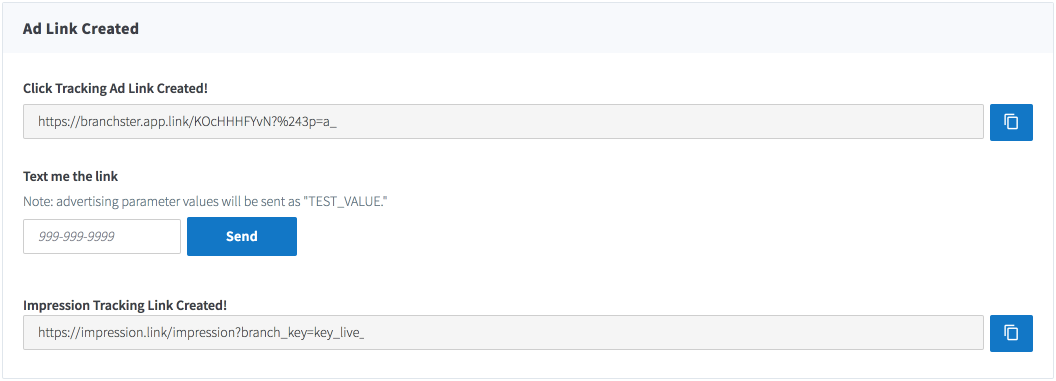 Ad Link Created
Click Tracking Ad Link Created!
https://branchster.app.link/KOcHHHFYvN?%243p=a_
Text me the link
Note: advertising parameter values will be sent as "TEST_VALUE."
999-999-9999
Send
Impression Tracking Link Created!
https://impression.link/impression?branch_key=key_live_